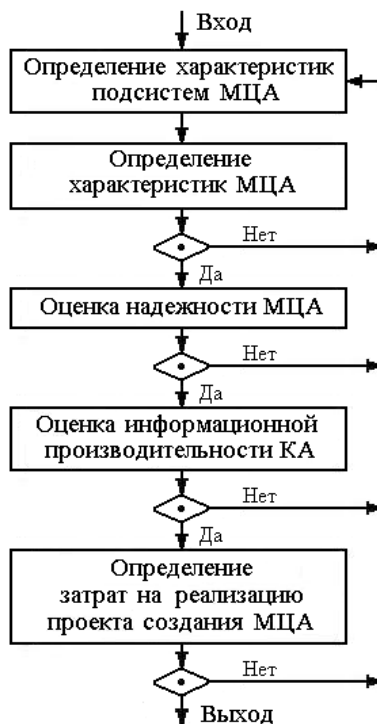 Вход
Определение характеристик
подсистем МЦА
Определение
характеристик МЦА
Нет
Да
Оценка надежности МЦА
Нет
Да
Оценка информационной
производительности КА
Нет
Да
Определение
затрат на реализацию
проекта создания МЦА
Нет
Выход